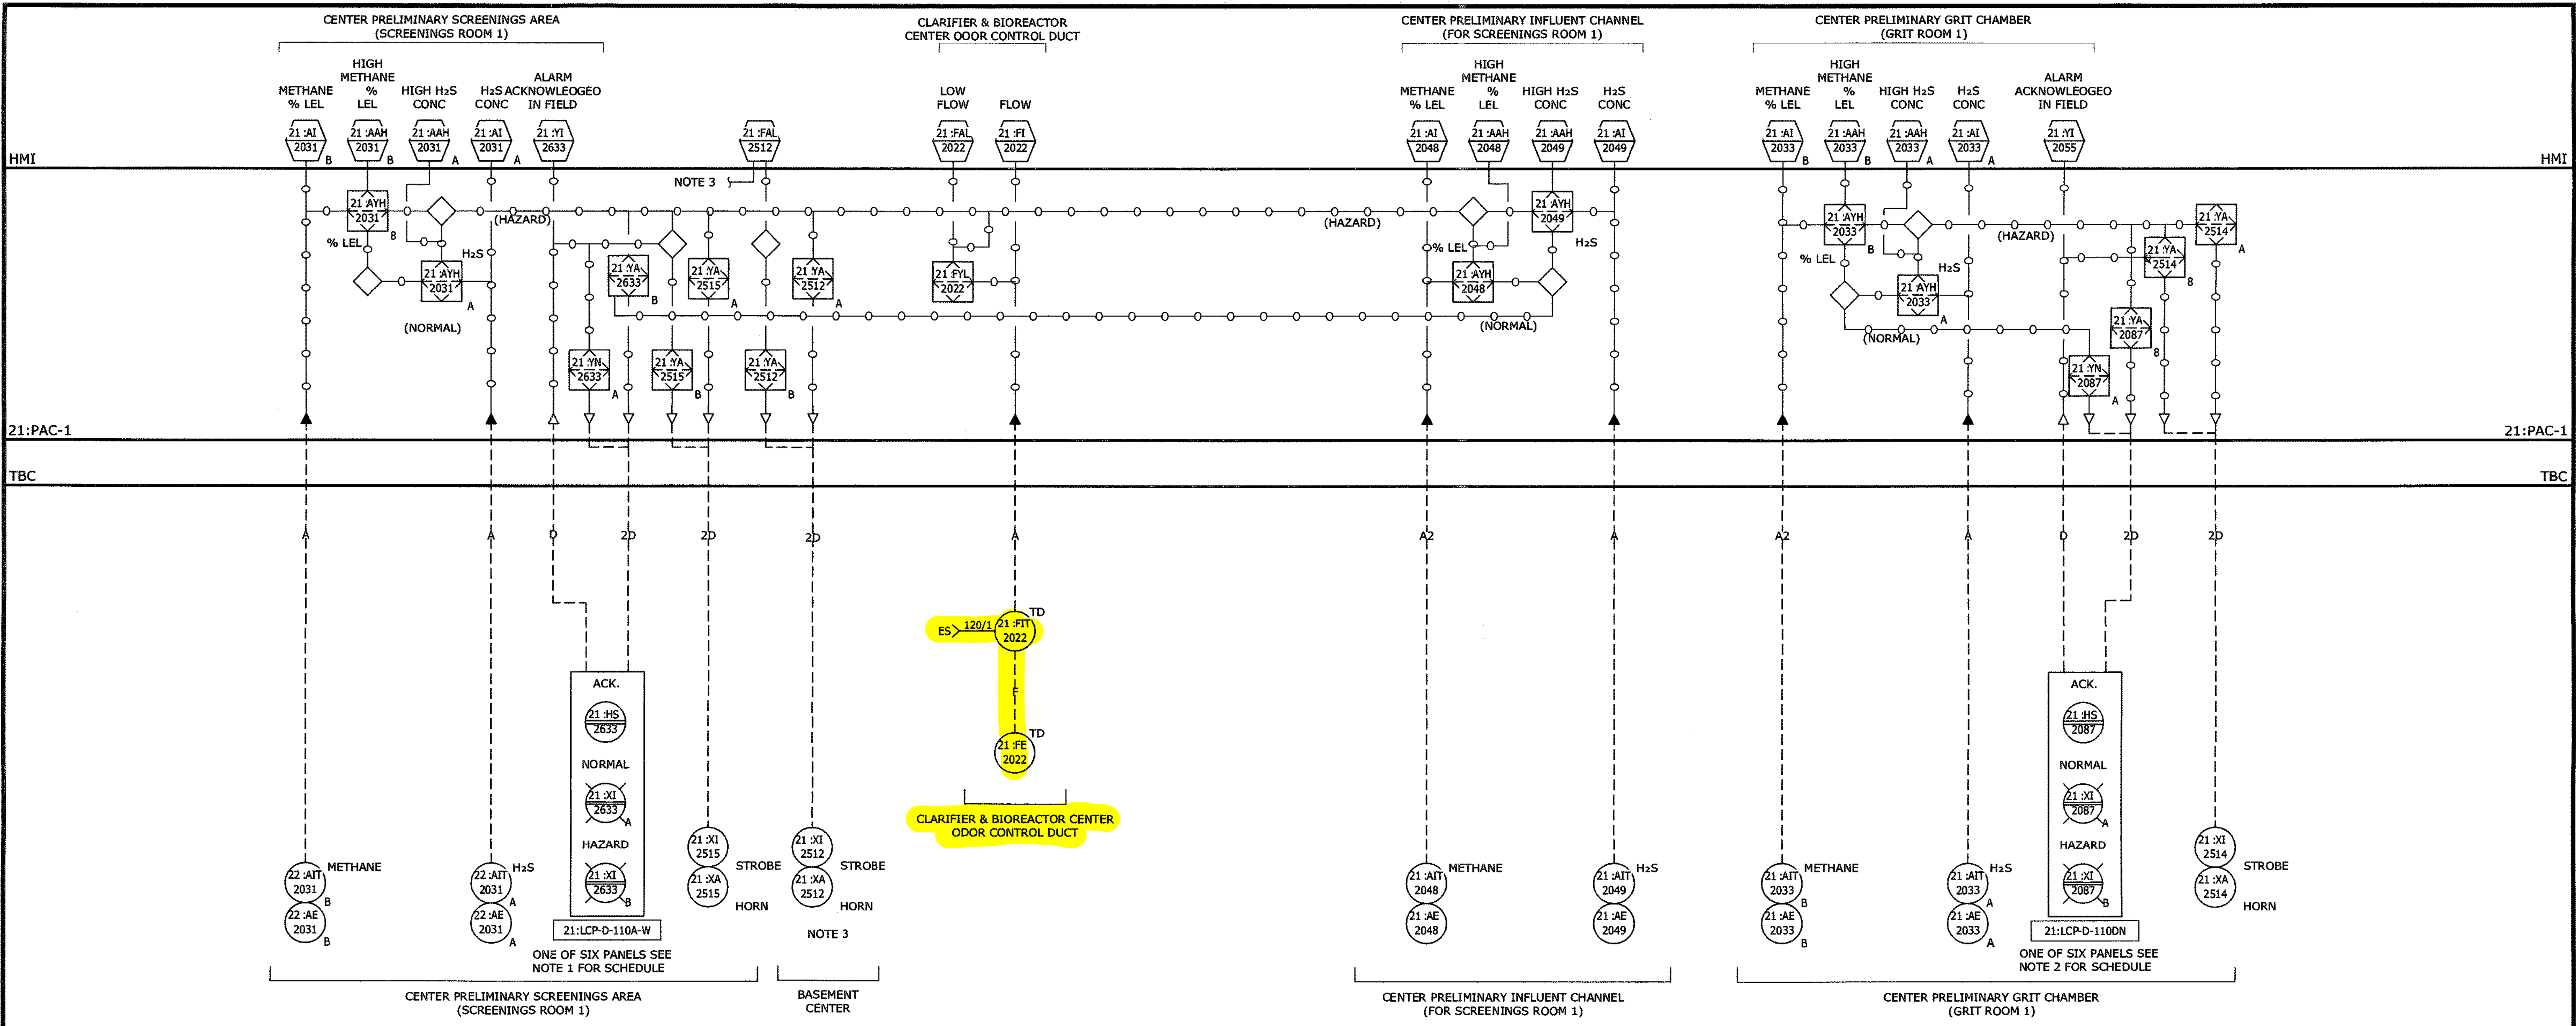 CENTER PRELIMINARY SCREENINGS AREA
(SCREENINGS ROOM 1)
CLARIFIER & BIOREACTOR
CENTER ODOR CONTROL DUCT
CENTER PRELIMINARY INFLUENT CHANNEL
(FOR SCREENINGS ROOM 1)
CENTER PRELIMINARY GRIT CHAMBER
(GRIT ROOM 1)
METHANE
% LEL
HIGH
METHANE
%
LEL
HIGH H2S
CONC
H2S
CONC
ALARM
ACKNOWLEOGEO
IN FIELD
LOW
FLOW
FLOW
METHANE
% LEL
HIGH
METHANE
%
LEL
HIGH H2S
CONC
H2S
CONC
METHANE
% LEL
HIGH
METHANE
%
LEL
HIGH H2S
CONC
H2S
CONC
ALARM
ACKNOWLEOGEO
IN FIELD
21 :AI
2031
B
21 :AAH
2031
B
21 :AAH
2031
A
21 :AI
2031
A
21 :YI
2633
21 :FAL
2512
21 :FAL
2022
21 :FI
2022
21 :AI
2048
21 :AAH
2048
21 :AAH
2049
21 :AI
2049
21 :AI
2033
B
21 :AAH
2033
B
21 :AAH
2033
A
21 :AI
2033
A
21 :YI
2055
HMI
HMI
NOTE 3
21 :AYH
2031
8
% LEL
(HAZARD)
H2S
21 :AYH
2031
A
(NORMAL)
21 :YA
2633
B
21 :YA
2515
A
21 :YA
2512
A
21 :YN
2633
A
21 :YA
2515
B
21 :YA
2512
B
21 :FYL
2022
(HAZARD)
21 :AYH
2049
H2S
% LEL
21 :AYH
2048
(NORMAL)
21 :AYH
2033
B
% LEL
H2S
21 :AYH
2033
A
(NORMAL)
(HAZARD)
21 :YA
2514
A
21 :YA
2514
8
21 :YA
2087
8
21 :YN
2087
A
21:PAC-1
21:PAC-1
TBC
TBC
A
A
D
2D
2D
2D
A
A2
A
A2
A
D
2D
2D
TD
ES
120/1
21 :FIT
2022
F
TD
21 :FE
2022
CLARIFIER & BIOREACTOR CENTER
ODOR CONTROL DUCT
ACK.
21 :HS
2633
NORMAL
21 :XI
2633
A
HAZARD
21 :XI
2633
B
21:LCP-D-110A-W
ONE OF SIX PANELS SEE
NOTE 1 FOR SCHEDULE
22 :AIT
2031
B
METHANE
22 :AE
2031
B
22 :AIT
2031
A
H2S
22 :AE
2031
A
21 :XI
2515
STROBE
21 :XA
2515
HORN
21 :XI
2512
STROBE
21 :XA
2512
HORN
NOTE 3
CENTER PRELIMINARY SCREENINGS AREA
(SCREENINGS ROOM 1)
BASEMENT
CENTER
21 :AIT
2048
METHANE
21 :AE
2048
21 :AIT
2049
H2S
21 :AE
2049
CENTER PRELIMINARY INFLUENT CHANNEL
(FOR SCREENINGS ROOM 1)
21 :AIT
2033
B
METHANE
21 :AE
2033
B
21 :AIT
2033
A
H2S
21 :AE
2033
A
ACK.
21 :HS
2087
NORMAL
21 :XI
2087
A
HAZARD
21 :XI
2087
B
21:LCP-D-110DN
ONE OF SIX PANELS SEE
NOTE 2 FOR SCHEDULE
21 :XI
2514
STROBE
21 :XA
2514
HORN
CENTER PRELIMINARY GRIT CHAMBER
(GRIT ROOM 1)